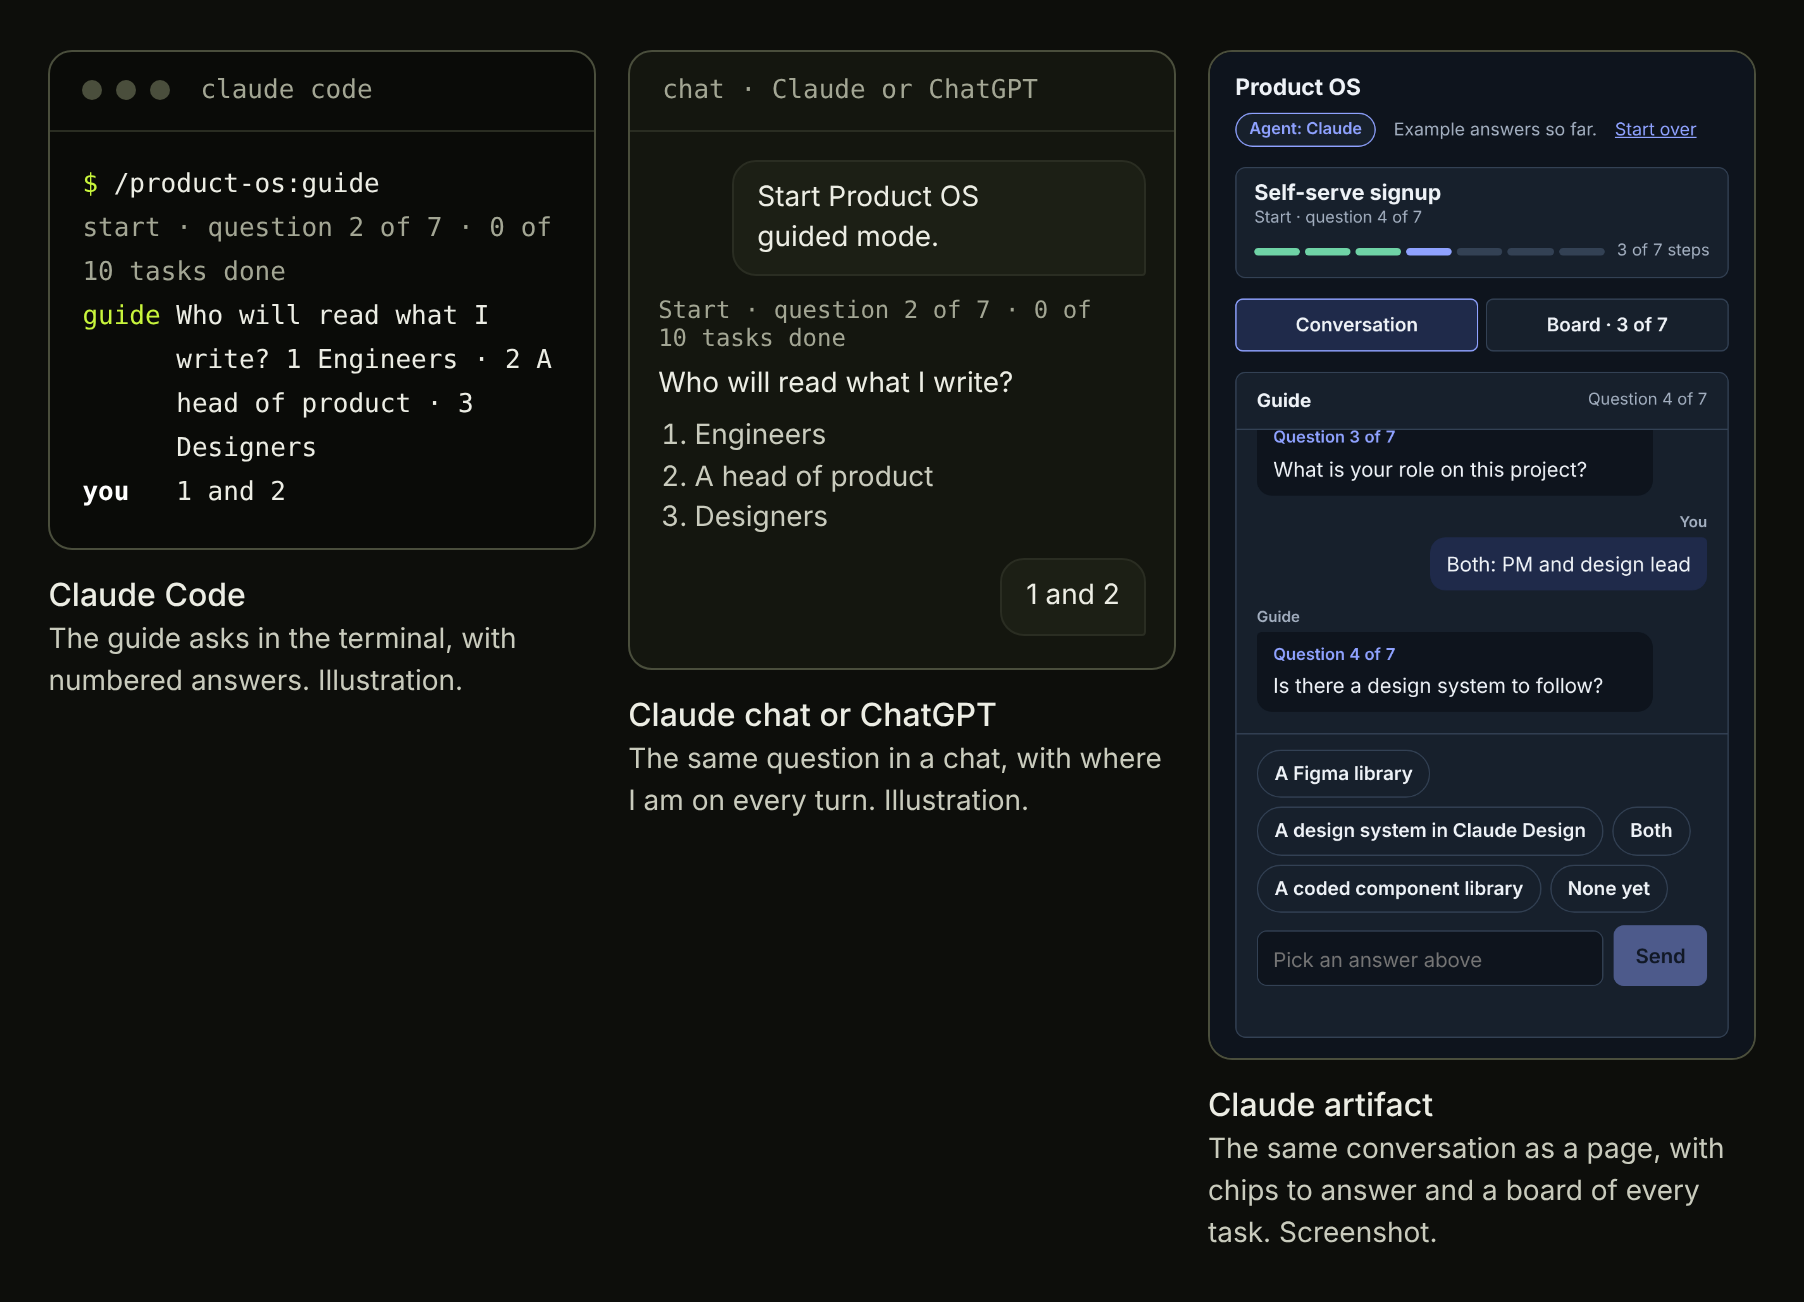 claude code
$ /product-os:guide
start · question 2 of 7 · 0 of
10 tasks done
guide Who will read what I
write? 1 Engineers · 2 A
head of product · 3
Designers
you 1 and 2
Claude Code
The guide asks in the terminal, with
numbered answers. Illustration.
chat · Claude or ChatGPT
Start Product OS
guided mode.
Start · question 2 of 7 · 0 of
10 tasks done
Who will read what I write?
1. Engineers
2. A head of product
3. Designers
1 and 2
Claude chat or ChatGPT
The same question in a chat, with where
I am on every turn. Illustration.
Product OS
Agent: Claude Example answers so far. Start over
Self-serve signup
Start · question 4 of 7
3 of 7 steps
Conversation Board · 3 of 7
Guide Question 4 of 7
Question 3 of 7
What is your role on this project?
You
Both: PM and design lead
Guide
Question 4 of 7
Is there a design system to follow?
A Figma library
A design system in Claude Design Both
A coded component library None yet
Pick an answer above Send
Claude artifact
The same conversation as a page, with
chips to answer and a board of every
task. Screenshot.